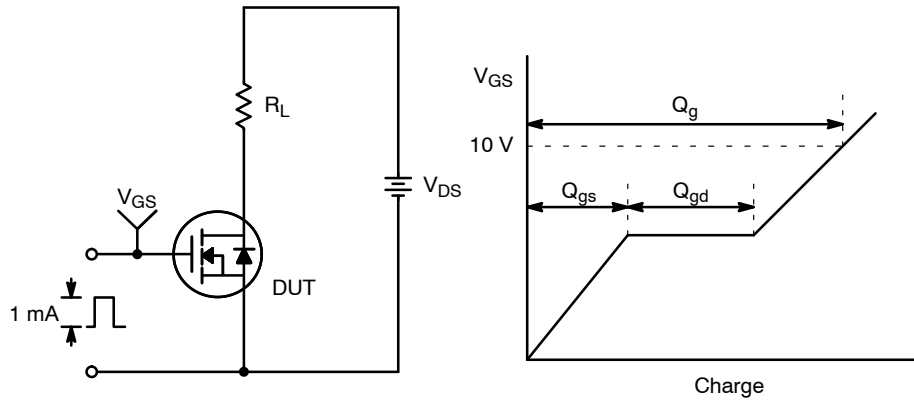 R_L
V_GS
V_DS
DUT
1 mA
V_GS
Q_g
10 V
Q_gs
Q_gd
Charge